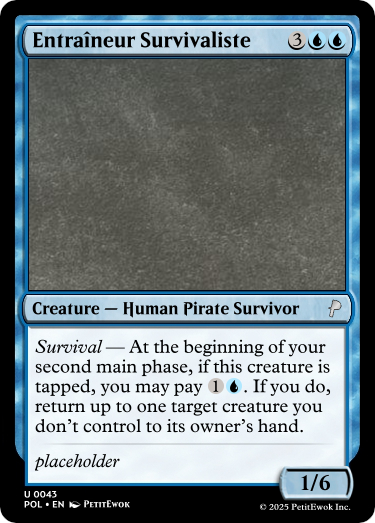 Entraîneur Survivaliste 3
Creature — Human Pirate Survivor
Survival — At the beginning of your
second main phase, if this creature is
tapped, you may pay 1. If you do,
return up to one target creature you
don't control to its owner's hand.
placeholder
1/6
U 0043
POL • EN PetitEwok
© 2025 PetitEwok Inc.